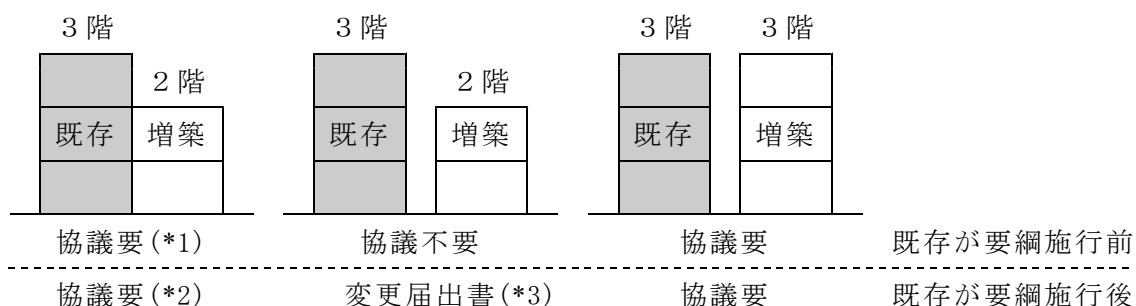 3階 3階 3階 3階
2階 2階
既存 増築 既存 増築 既存 増築
協議要(*1) 協議不要 協議要 既存が要綱施行前
協議要(*2) 変更届出書(*3) 協議要 既存が要綱施行後